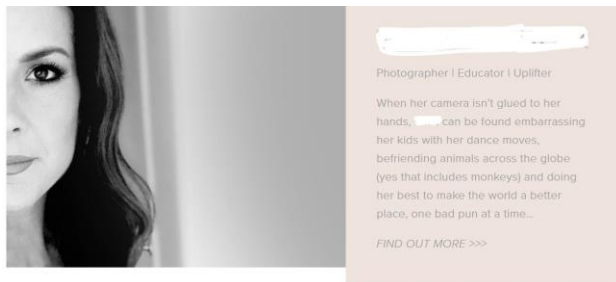 Photographer | Educator | Uplifter
When her camera isn't glued to her
hands, can be found embarrassing
her kids with her dance moves,
befriending animals across the globe
(yes that includes monkeys) and doing
her best to make the world a better
place, one bad pun at a time...
FIND OUT MORE >>>